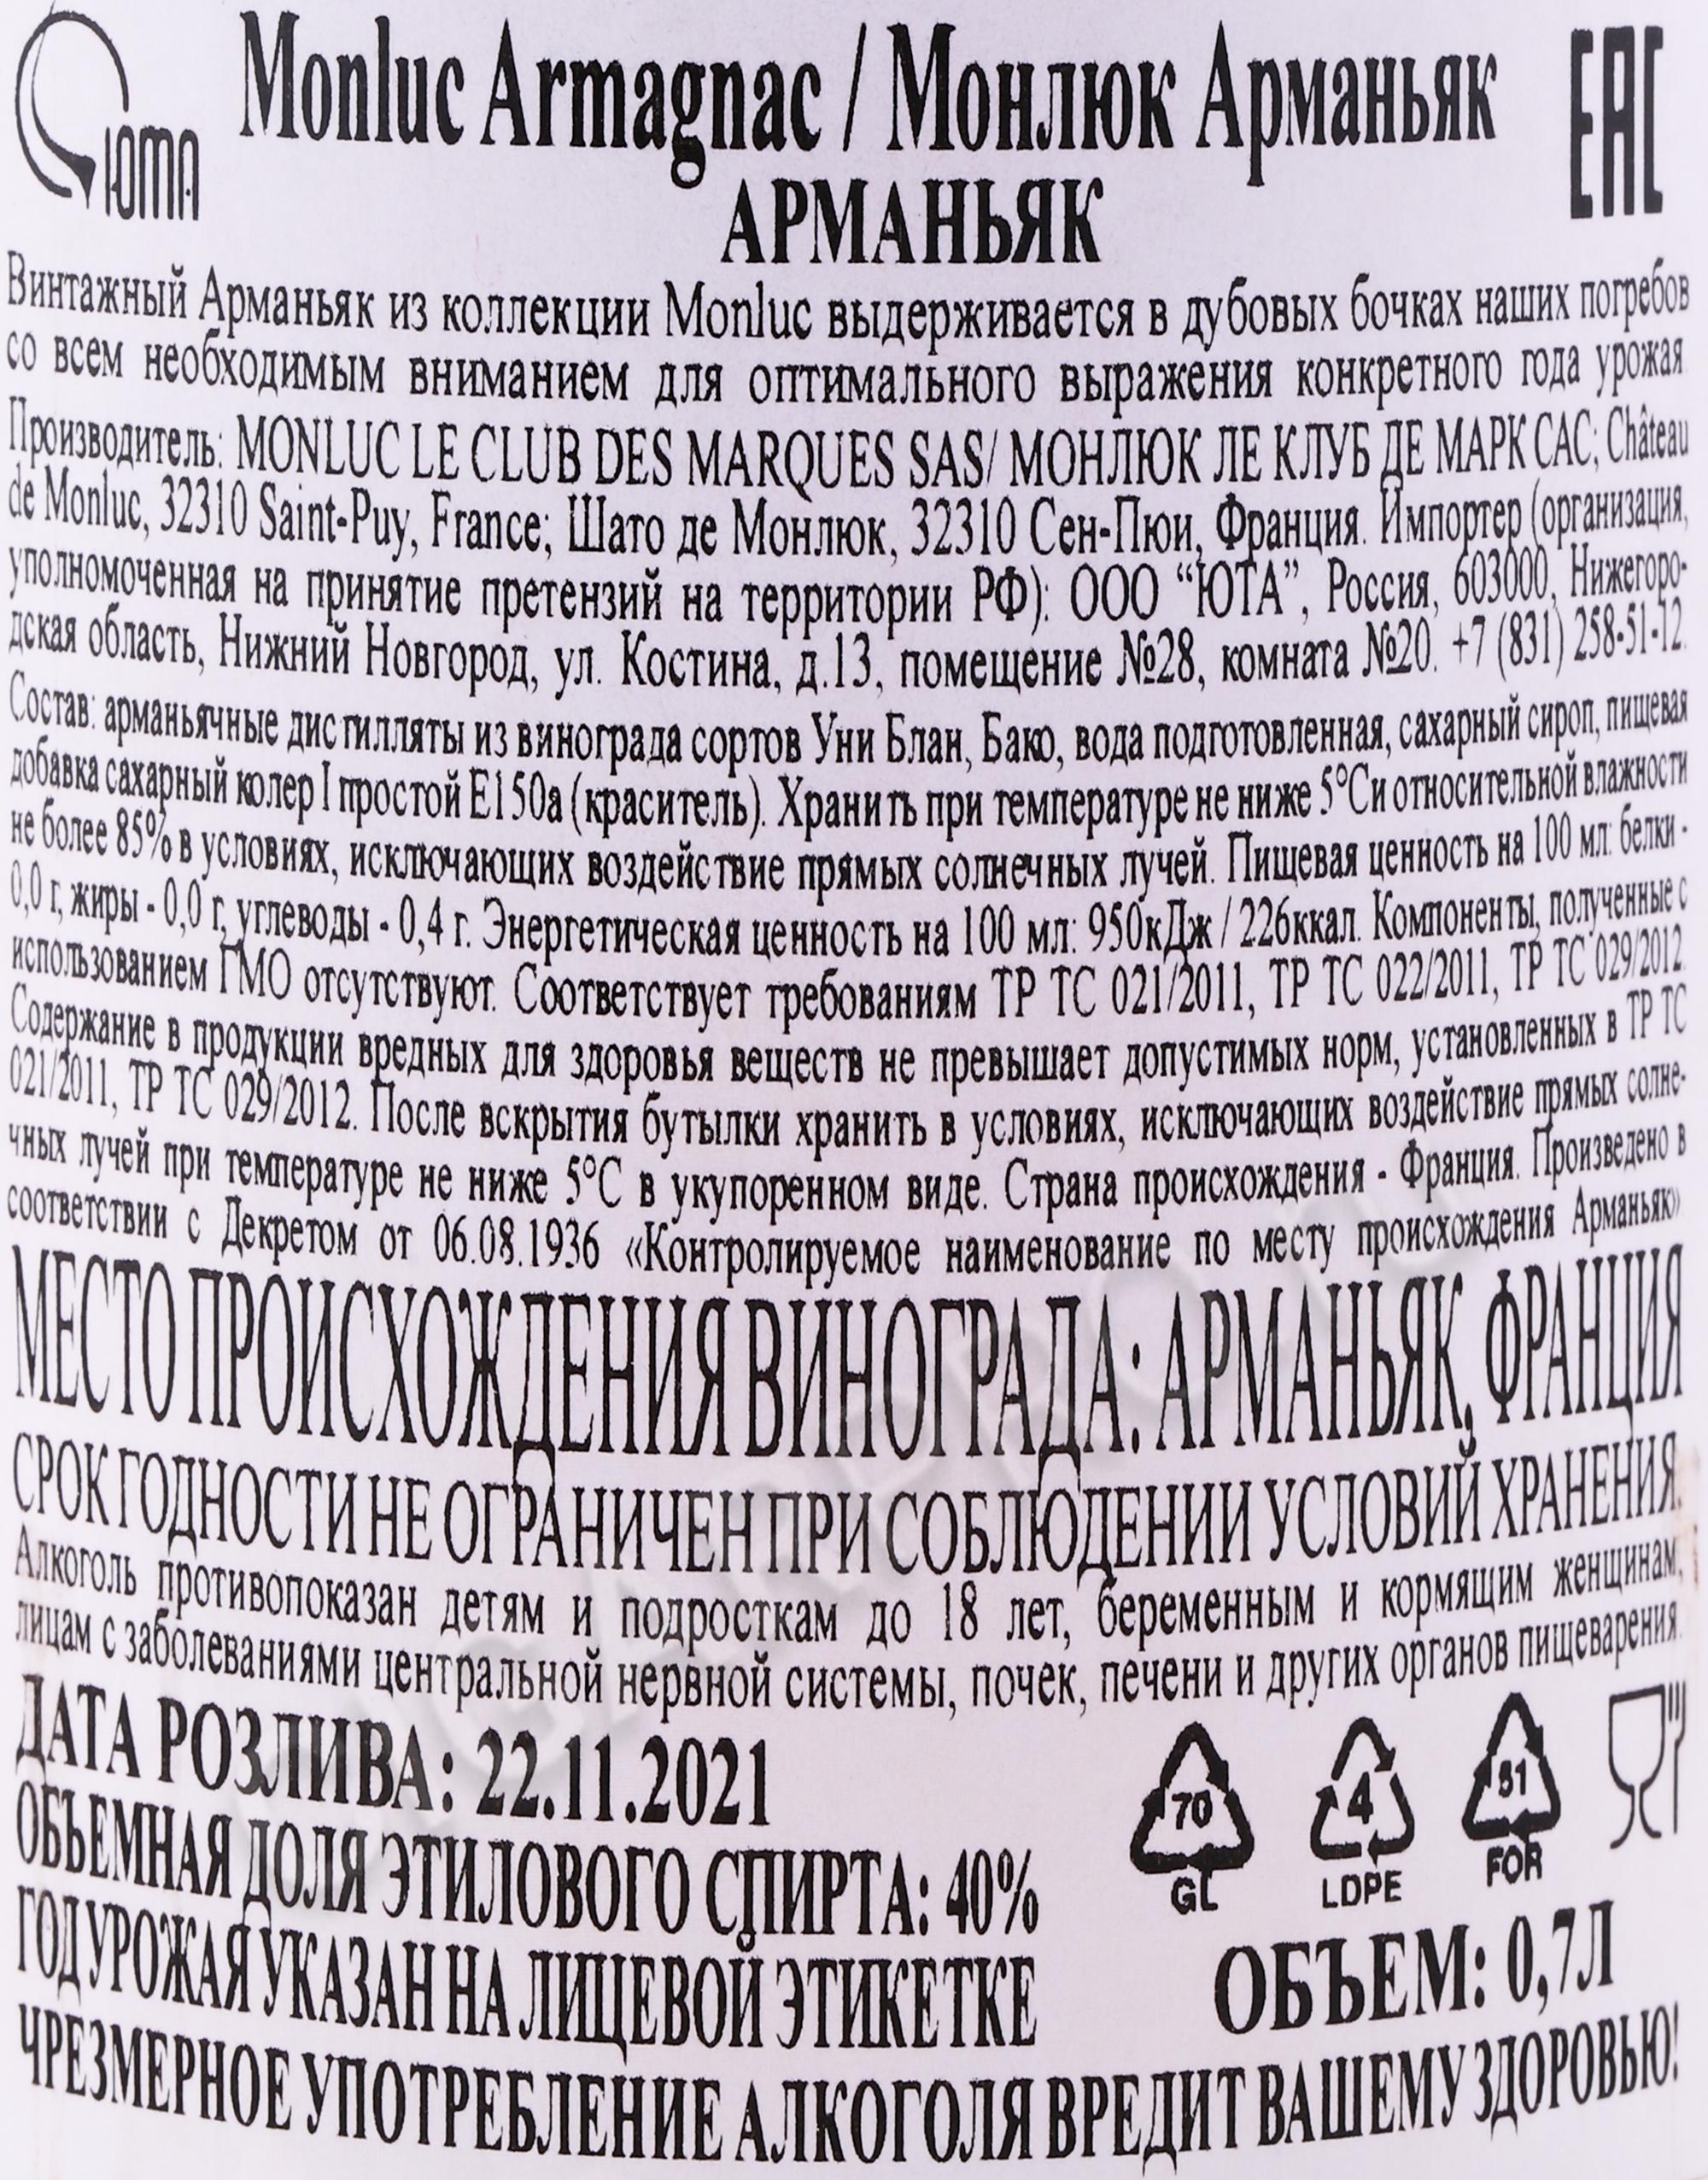 ЮТА
Monluc Armagnac / Монлюк Арманьяк
EAC
АРМАНЬЯК
Винтажный Арманьяк из коллекции Monluc выдерживается в дубовых бочках наших погребов
со всем необходимым вниманием для оптимального выражения конкретного года урожая
Производитель: MONLUC LE CLUB DES MARQUES SAS/ МОНЛЮК ЛЕ КЛУБ ДЕ МАРК САС; Château
de Monluc, 32310 Saint-Puy, France; Шато де Монлюк, 32310 Сен-Пюи, Франция. Импортер (организация,
уполномоченная на принятие претензий на территории РФ): ООО “ЮТА”, Россия, 603000, Нижегоро-
дская область, Нижний Новгород, ул. Костина, д.13, помещение №28, комната №20. +7 (831) 258-51-12.
Состав: арманьячные дистилляты из винограда сортов Уни Блан, Бако, вода подготовленная, сахарный сироп, пищевая
добавка сахарный колер I простой Е150а (краситель). Хранить при температуре не ниже 5°С и относительной влажности
не более 85% в условиях, исключающих воздействие прямых солнечных лучей. Пищевая ценность на 100 мл: белки -
0,0 г, жиры - 0,0 г, углеводы - 0,4 г. Энергетическая ценность на 100 мл: 950кДж / 226ккал. Компоненты, полученные с
использованием ГМО отсутствуют. Соответствует требованиям ТР ТС 021/2011, ТР ТС 022/2011, ТР ТС 029/2012.
Содержание в продукции вредных для здоровья веществ не превышает допустимых норм, установленных в ТР ТС
021/2011, ТР ТС 029/2012. После вскрытия бутылки хранить в условиях, исключающих воздействие прямых солне-
чных лучей при температуре не ниже 5°С в укупоренном виде. Страна происхождения - Франция. Произведено в
соответствии с Декретом от 06.08.1936 «Контролируемое наименование по месту происхождения Арманьяк»
МЕСТО ПРОИСХОЖДЕНИЯ ВИНОГРАДА: АРМАНЬЯК, ФРАНЦИЯ
СРОК ГОДНОСТИ НЕ ОГРАНИЧЕН ПРИ СОБЛЮДЕНИИ УСЛОВИЙ ХРАНЕНИЯ.
Алкоголь противопоказан детям и подросткам до 18 лет, беременным и кормящим женщинам,
лицам с заболеваниями центральной нервной системы, почек, печени и других органов пищеварения.
ДАТА РОЗЛИВА: 22.11.2021
ОБЪЕМНАЯ ДОЛЯ ЭТИЛОВОГО СПИРТА: 40%
ГОД УРОЖАЯ УКАЗАН НА ЛИЦЕВОЙ ЭТИКЕТКЕ
70 4 51
GL LDPE FOR
ОБЪЕМ: 0,7Л
ЧРЕЗМЕРНОЕ УПОТРЕБЛЕНИЕ АЛКОГОЛЯ ВРЕДИТ ВАШЕМУ ЗДОРОВЬЮ!